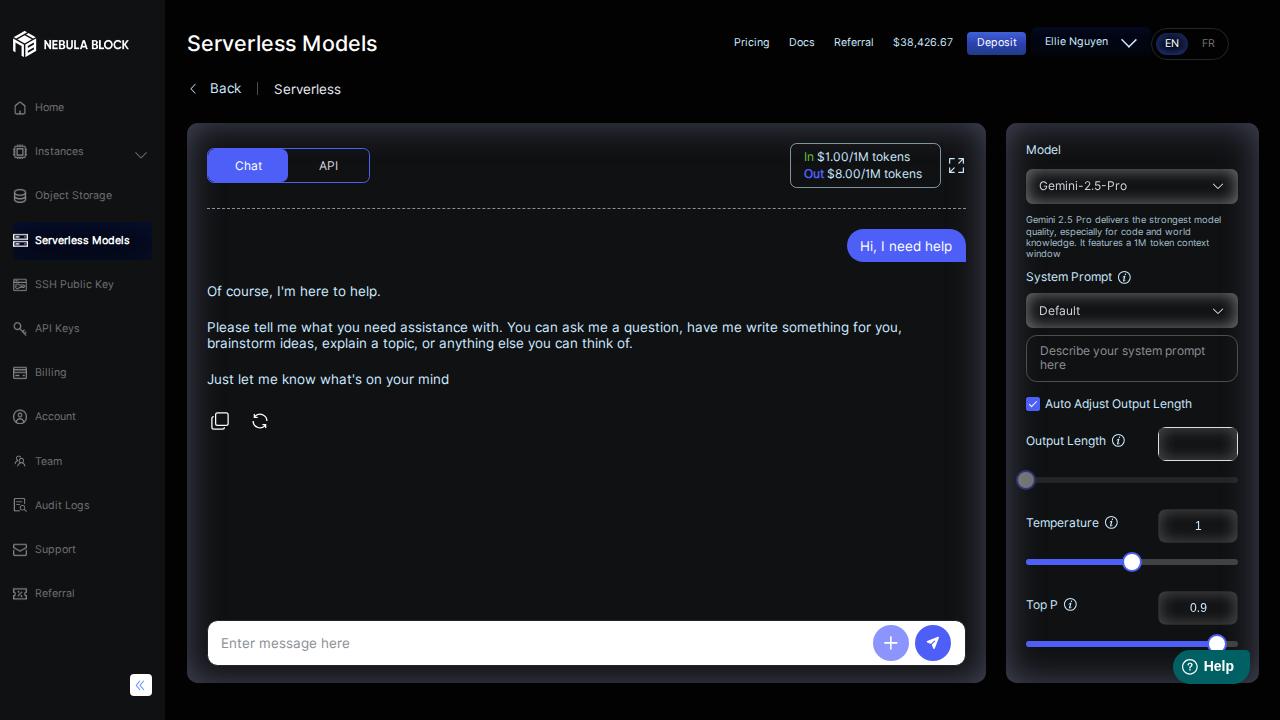 NEBULA BLOCK
Home
Instances
Object Storage
Serverless Models
SSH Public Key
API Keys
Billing
Account
Team
Audit Logs
Support
Referral
Serverless Models
Pricing
Docs
Referral
$38,426.67
Deposit
Ellie Nguyen
EN
FR
Back
Serverless
Chat
API
In $1.00/1M tokens
Out $8.00/1M tokens
Hi, I need help
Of course, I'm here to help.
Please tell me what you need assistance with. You can ask me a question, have me write something for you,
brainstorm ideas, explain a topic, or anything else you can think of.
Just let me know what's on your mind
Enter message here
Model
Gemini-2.5-Pro
Gemini 2.5 Pro delivers the strongest model
quality, especially for code and world
knowledge. It features a 1M token context
window
System Prompt
Default
Describe your system prompt
here
Auto Adjust Output Length
Output Length
Temperature
1
Top P
0.9
Help